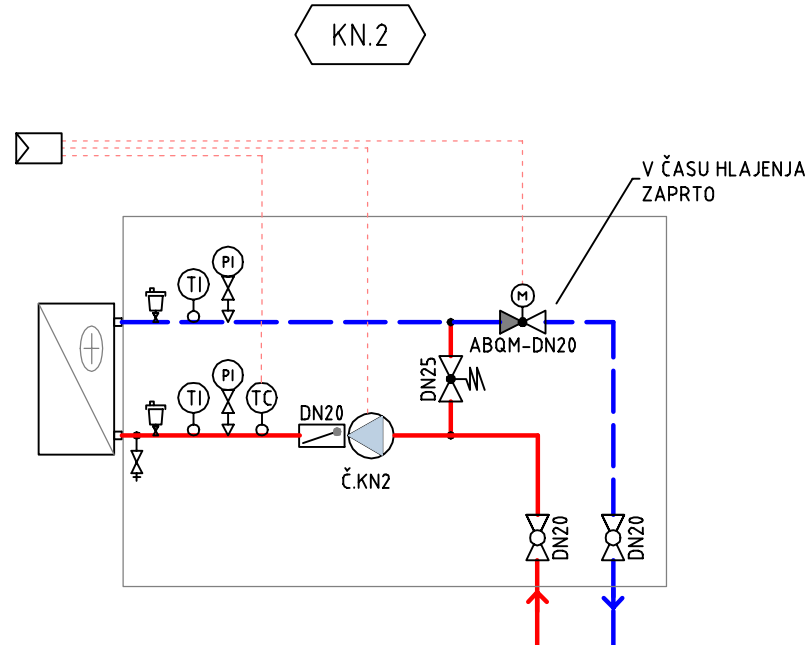 KN.2
V ČASU HLAJENJA
ZAPRTO
PI
TI
M
ABQM-DN20
DN25
PI
TI
TC
DN20
Č.KN2
DN20
DN20